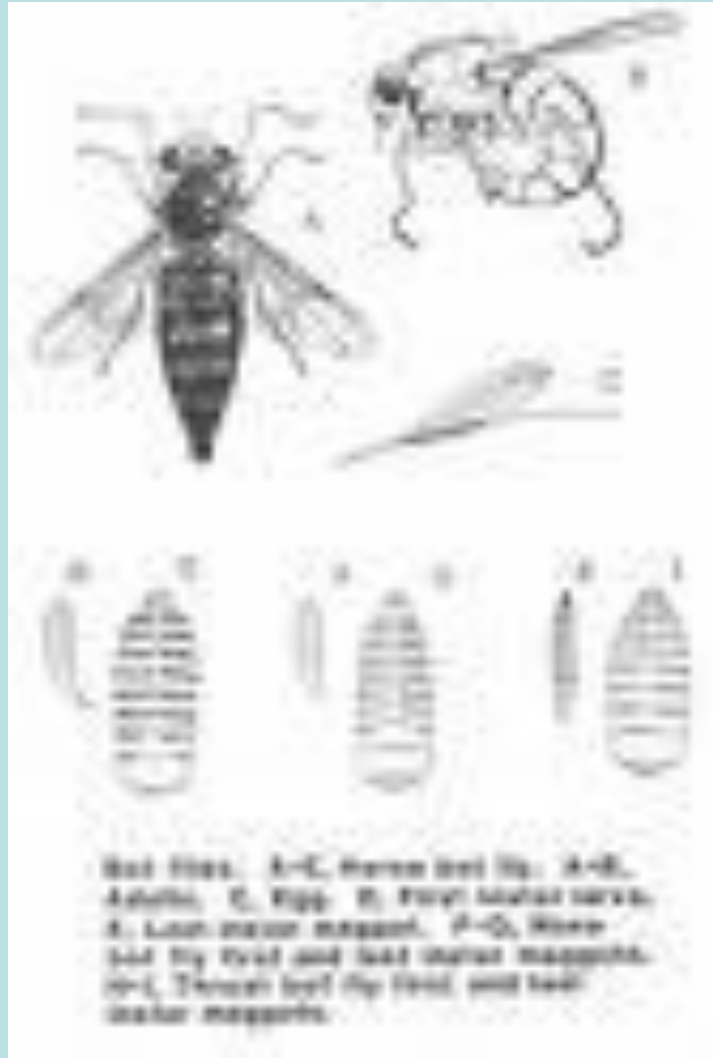 A
B
C
Bot flies. A-E, Horse bot fly. A-B,
Adults. C, Egg. D, First instar larva.
E, Last instar maggot. F-G, Nose
bot fly first and last instar maggots.
H-I, Throat bot fly first and last
instar maggots.